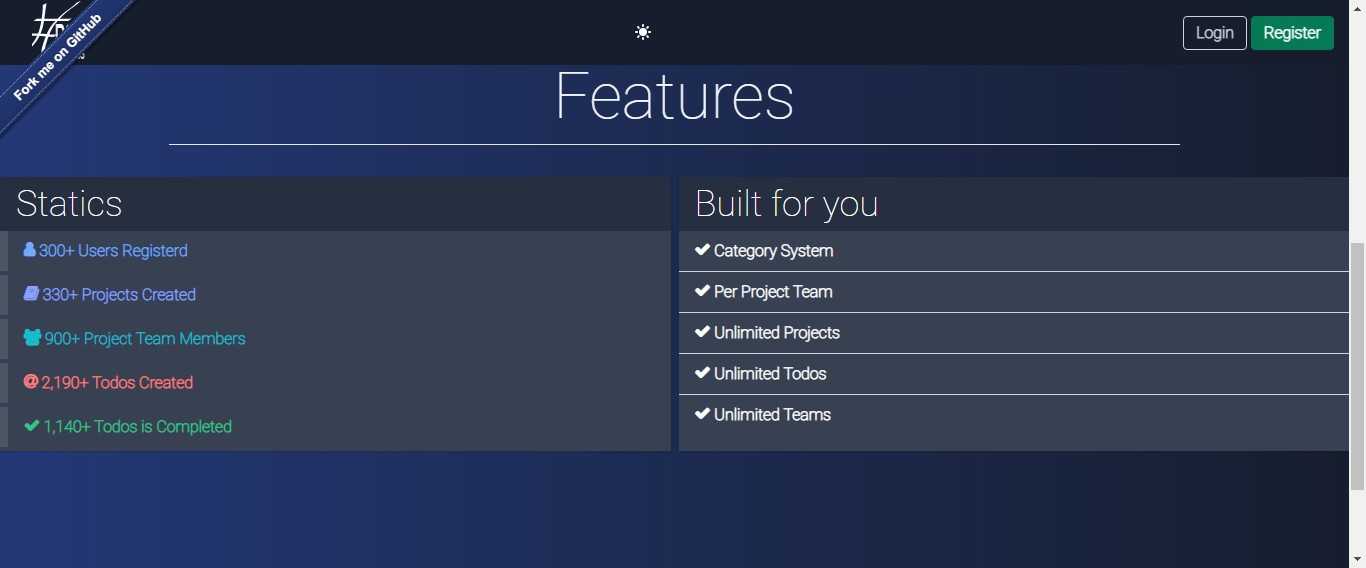 Fork me on GitHub
Login
Register
Features
Statics
300+ Users Registerd
330+ Projects Created
900+ Project Team Members
2,190+ Todos Created
1,140+ Todos is Completed
Built for you
Category System
Per Project Team
Unlimited Projects
Unlimited Todos
Unlimited Teams